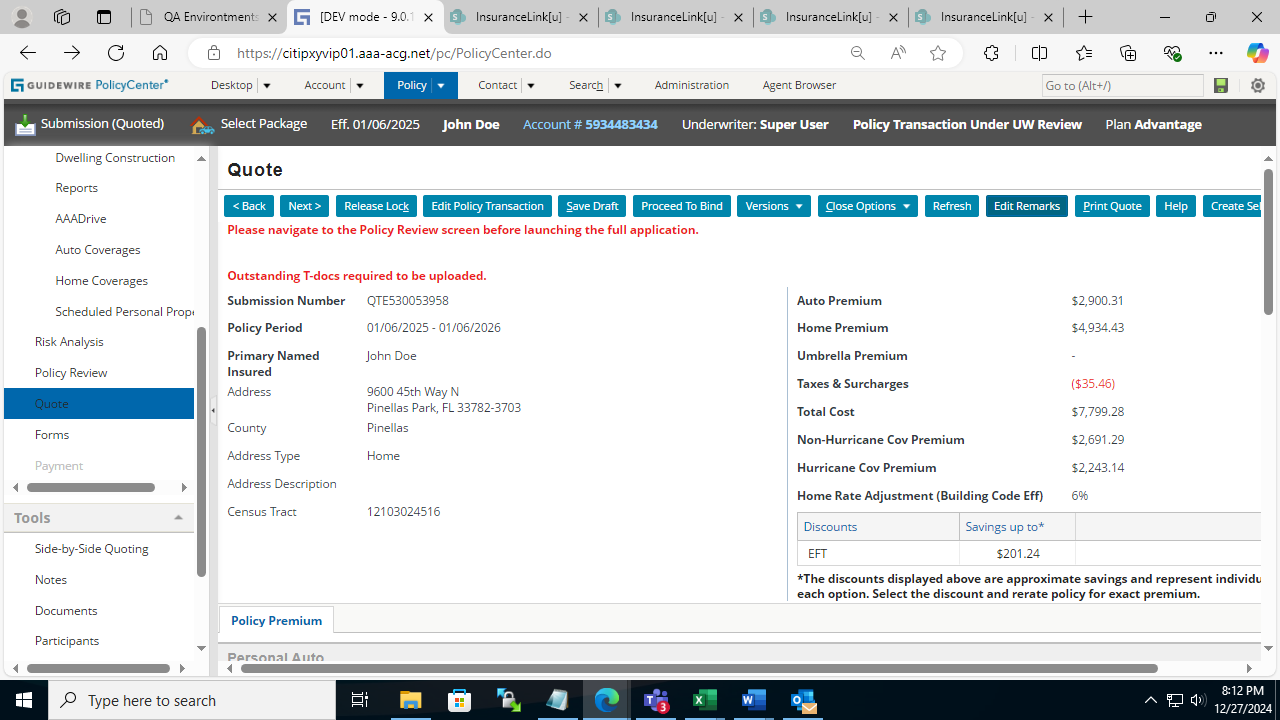 QA Environtments
[DEV mode - 9.0.1
InsuranceLink[u] -
InsuranceLink[u] -
InsuranceLink[u] -
InsuranceLink[u] -
https://citipxyvip01.aaa-acg.net/pc/PolicyCenter.do
GUIDEWIRE PolicyCenter®
Desktop
Account
Policy
Contact
Search
Administration
Agent Browser
Go to (Alt+/)
Submission (Quoted)
Select Package
Eff. 01/06/2025
John Doe
Account # 5934483434
Underwriter: Super User
Policy Transaction Under UW Review
Plan Advantage
Dwelling Construction
Reports
AAADrive
Auto Coverages
Home Coverages
Scheduled Personal Prope
Risk Analysis
Policy Review
Quote
Forms
Payment
Tools
Side-by-Side Quoting
Notes
Documents
Participants
Quote
< Back
Next >
Release Lock
Edit Policy Transaction
Save Draft
Proceed To Bind
Versions
Close Options
Refresh
Edit Remarks
Print Quote
Help
Create Sel
Please navigate to the Policy Review screen before launching the full application.
Outstanding T-docs required to be uploaded.
Submission Number QTE530053958
Policy Period 01/06/2025 - 01/06/2026
Primary Named
Insured
John Doe
Address 9600 45th Way N
Pinellas Park, FL 33782-3703
County Pinellas
Address Type Home
Address Description
Census Tract 12103024516
Auto Premium $2,900.31
Home Premium $4,934.43
Umbrella Premium -
Taxes & Surcharges ($35.46)
Total Cost $7,799.28
Non-Hurricane Cov Premium $2,691.29
Hurricane Cov Premium $2,243.14
Home Rate Adjustment (Building Code Eff) 6%
Discounts Savings up to*
EFT $201.24
*The discounts displayed above are approximate savings and represent individu
each option. Select the discount and rerate policy for exact premium.
Policy Premium
Personal Auto
Type here to search
3
8:12 PM
12/27/2024